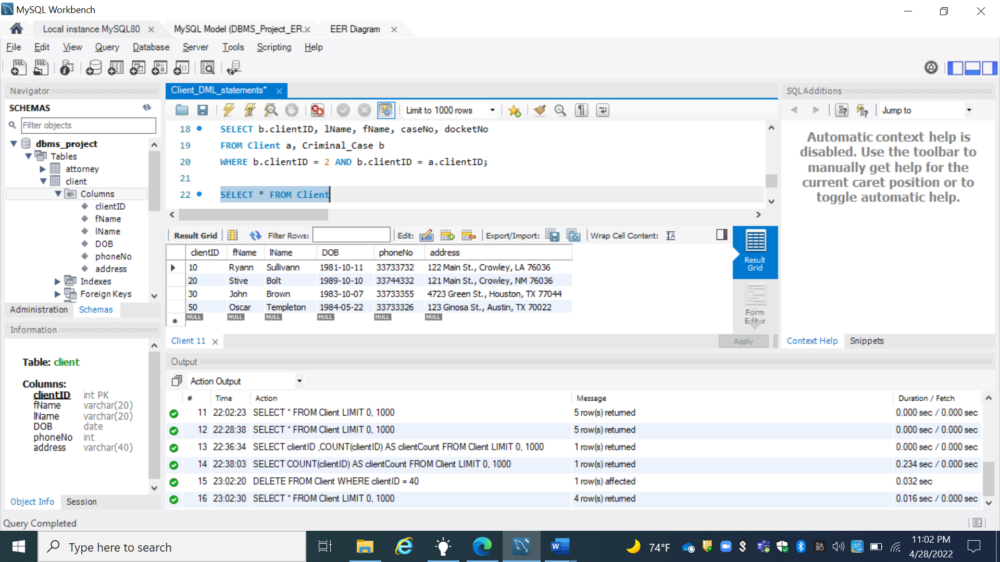 MySQL Workbench
Local instance MySQL80
MySQL Model (DBMS_Project_ER.
EER Diagram
File Edit View Query Database Server Tools Scripting Help
Navigator
SCHEMAS
Filter objects
dbms_project
Tables
attorney
client
Columns
clientID
fName
lName
DOB
phoneNo
address
Indexes
Foreign Keys
Administration Schemas
Information
Table: client
Columns:
clientID int PK
fName varchar(20)
lName varchar(20)
DOB date
phoneNo int
address varchar(40)
Object Info Session
Client_DML_statements*
Limit to 1000 rows
18 SELECT b.clientID, lName, fName, caseNo, docketNo
19 FROM Client a, Criminal_Case b
20 WHERE b.clientID = 2 AND b.clientID = a.clientID;
21
22 SELECT * FROM Client
Result Grid Filter Rows: Edit: Export/Import: Wrap Cell Content:
clientID fName lName DOB phoneNo address
10 Ryann Sullivann 1981-10-11 33733732 122 Main St., Crowley, LA 76036
20 Stive Bolt 1989-10-10 33744332 121 Main St., Crowley, NM 76036
30 John Brown 1983-10-07 33733355 4723 Green St., Houston, TX 77044
50 Oscar Templeton 1984-05-22 33733326 123 Ginosa St., Austin, TX 70022
NULL NULL NULL NULL NULL NULL
Result
Grid
Form
Editor
Client 11
Apply
SQLAdditions
Jump to
Automatic context help is
disabled. Use the toolbar to
manually get help for the
current caret position or to
toggle automatic help.
Context Help Snippets
Output
Action Output
# Time Action Message Duration / Fetch
11 22:02:23 SELECT * FROM Client LIMIT 0, 1000 5 row(s) returned 0.000 sec / 0.000 sec
12 22:28:38 SELECT * FROM Client LIMIT 0, 1000 5 row(s) returned 0.000 sec / 0.000 sec
13 22:36:34 SELECT clientID ,COUNT(clientID) AS clientCount FROM Client LIMIT 0, 1000 1 row(s) returned 0.000 sec / 0.000 sec
14 22:38:03 SELECT COUNT(clientID) AS clientCount FROM Client LIMIT 0, 1000 1 row(s) returned 0.234 sec / 0.000 sec
15 23:02:20 DELETE FROM Client WHERE clientID = 40 1 row(s) affected 0.032 sec
16 23:02:30 SELECT * FROM Client LIMIT 0, 1000 4 row(s) returned 0.016 sec / 0.000 sec
Query Completed
Type here to search
74°F
11:02 PM
4/28/2022